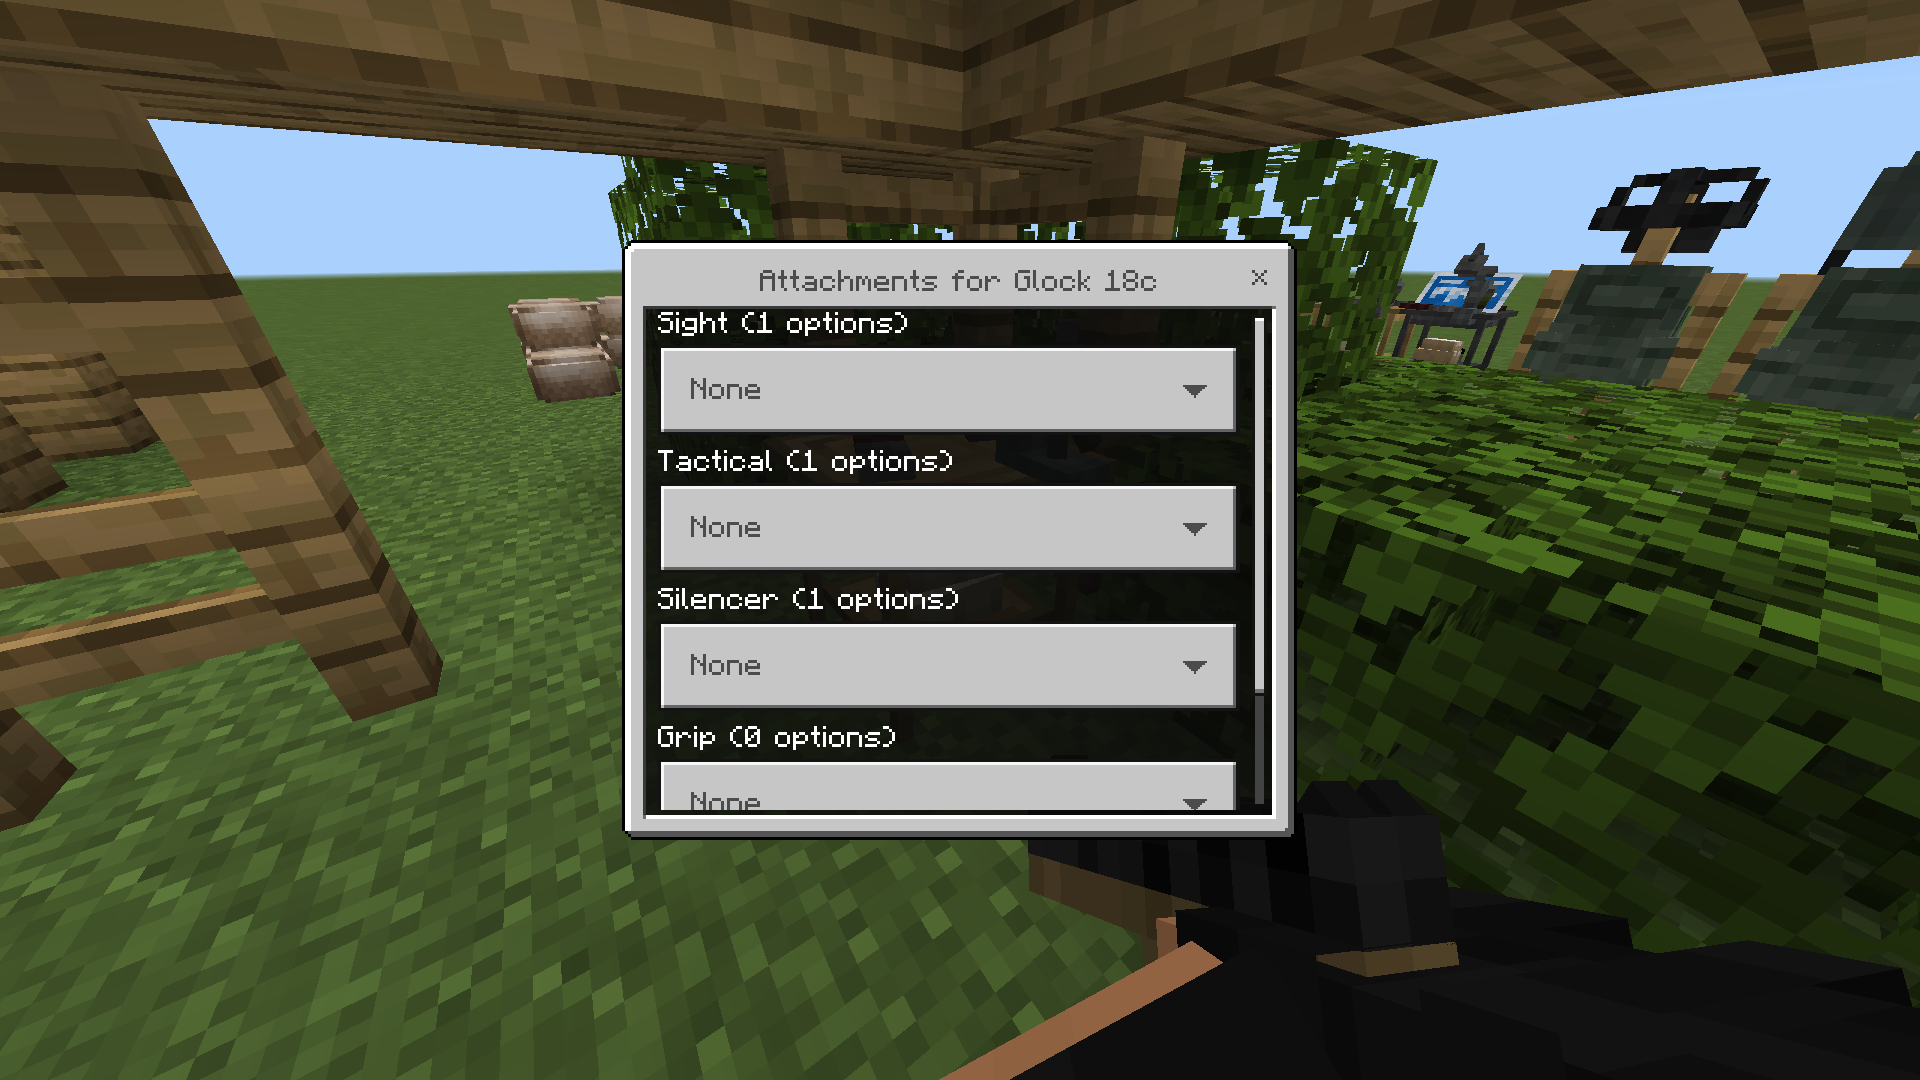 Attachments for Glock 18c
Sight (1 options)
None
Tactical (1 options)
None
Silencer (1 options)
None
Grip (0 options)
None